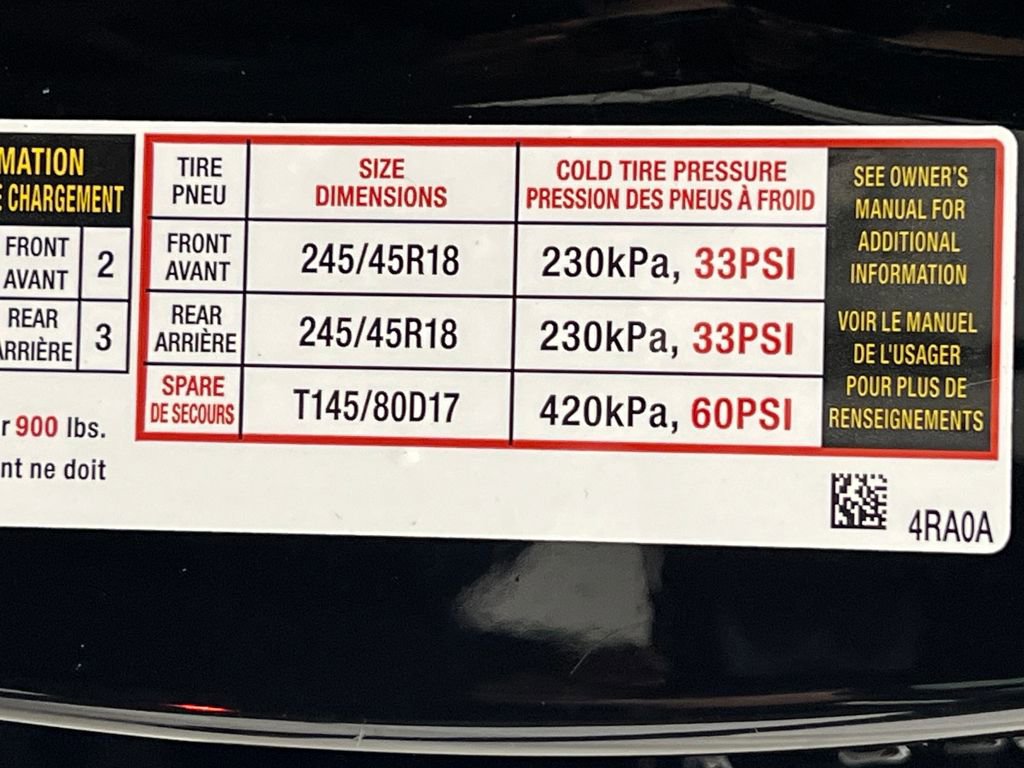 MATION
CHARGEMENT
FRONT
AVANT
2
REAR
ARRIÈRE
3
r 900 lbs.
nt ne doit
TIRE
PNEU
SIZE
DIMENSIONS
COLD TIRE PRESSURE
PRESSION DES PNEUS À FROID
FRONT
AVANT
245/45R18
230kPa, 33PSI
REAR
ARRIÈRE
245/45R18
230kPa, 33PSI
SPARE
DE SECOURS
T145/80D17
420kPa, 60PSI
SEE OWNER'S
MANUAL FOR
ADDITIONAL
INFORMATION
VOIR LE MANUEL
DE L'USAGER
POUR PLUS DE
RENSEIGNEMENTS
4RA0A